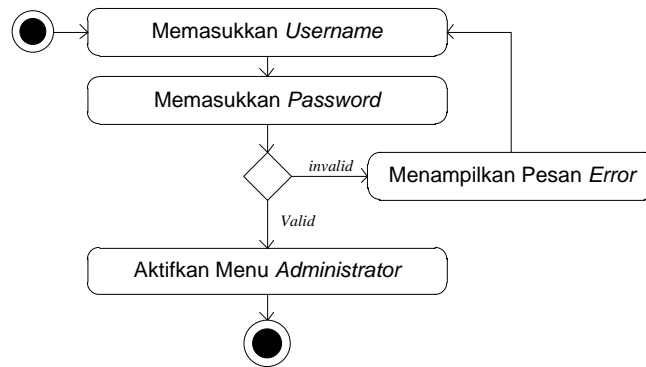 Memasukkan Username
Memasukkan Password
invalid
Menampilkan Pesan Error
Valid
Aktifkan Menu Administrator